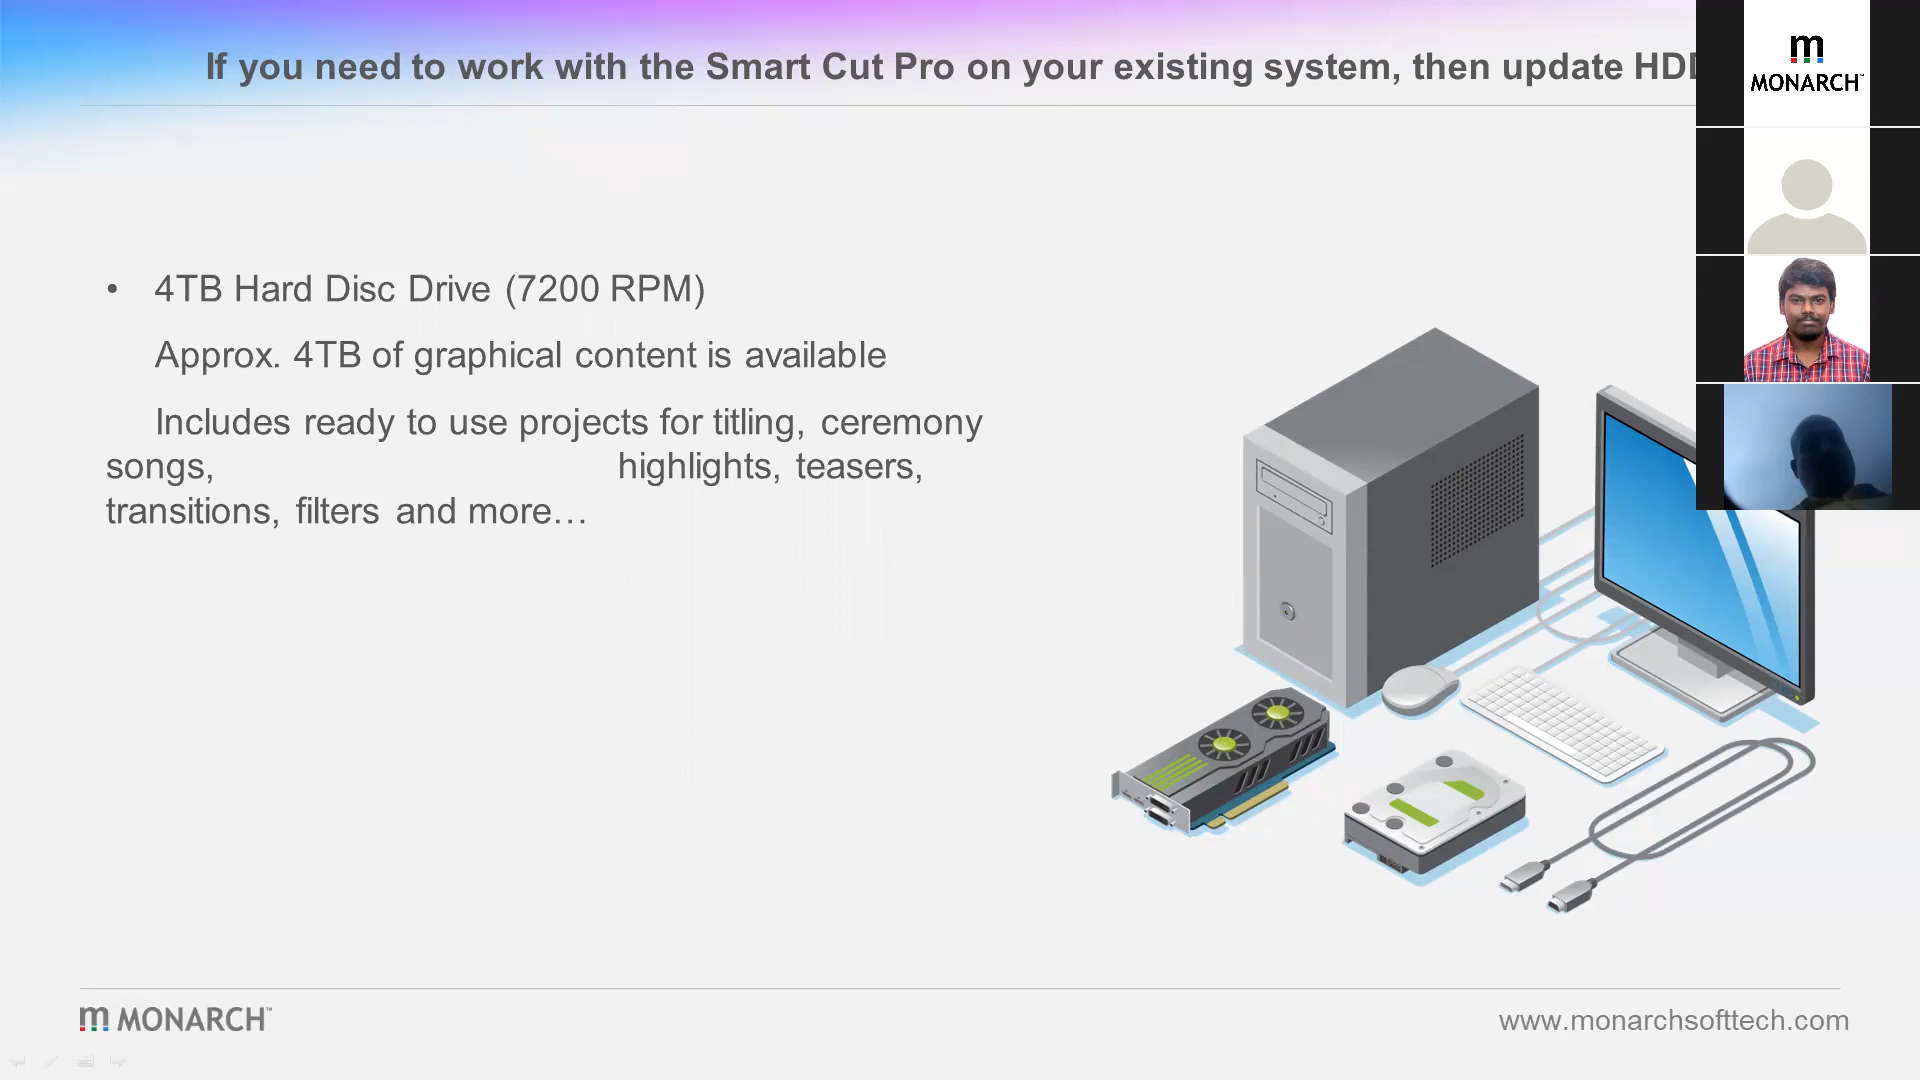 If you need to work with the Smart Cut Pro on your existing system, then update
m
MONARCH
• 4TB Hard Disc Drive (7200 RPM)
Approx. 4TB of graphical content is available
Includes ready to use projects for titling, ceremony
songs, highlights, teasers,
transitions, filters and more…
m MONARCH™
www.monarchsofttech.com